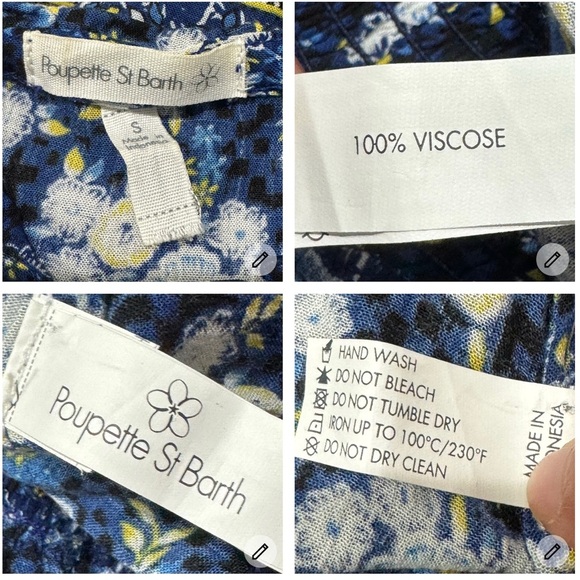 Poupette St Barth
S
Made in
Indonesia
100% VISCOSE
Poupette St Barth
HAND WASH
DO NOT BLEACH
DO NOT TUMBLE DRY
IRON UP TO 100°C/230°F
DO NOT DRY CLEAN
MADE IN
ONESIA